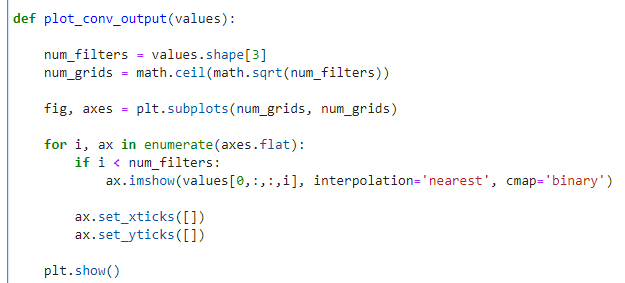 def plot_conv_output(values):
    num_filters = values.shape[3]
    num_grids = math.ceil(math.sqrt(num_filters))
    fig, axes = plt.subplots(num_grids, num_grids)
    for i, ax in enumerate(axes.flat):
        if i < num_filters:
            ax.imshow(values[0,:,:,i], interpolation='nearest', cmap='binary')
        ax.set_xticks([])
        ax.set_yticks([])
    plt.show()